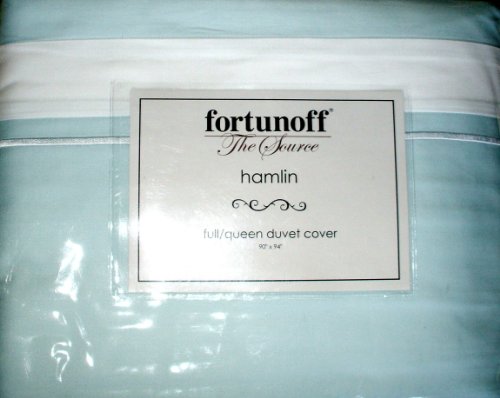 fortunoff®
The Source
hamlin
full/queen duvet cover
90" x 94"